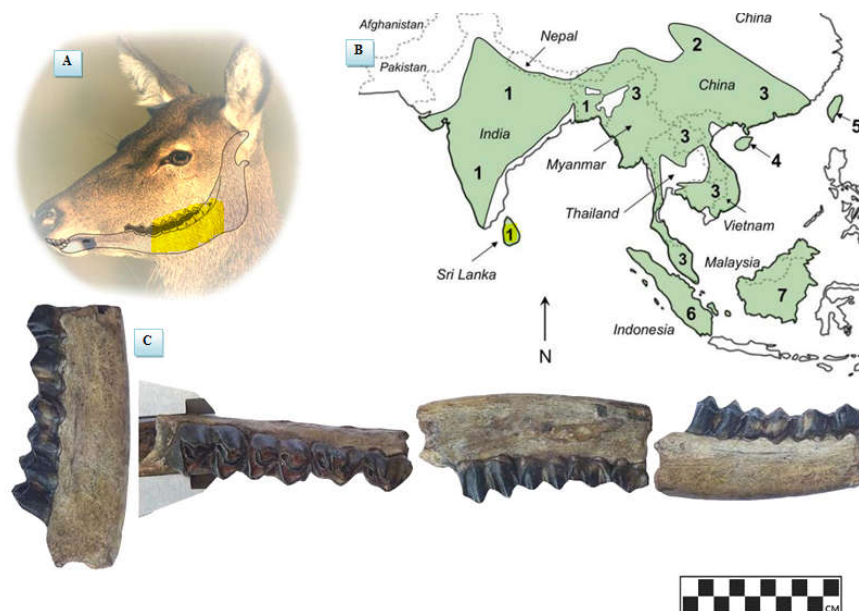 A
B
C
Afghanistan
Pakistan
Nepal
China
2
China
3
1
1
3
India
Myanmar
3
5
4
1
Thailand
3
Vietnam
1
Sri Lanka
3
Malaysia
7
6
Indonesia
N
CM